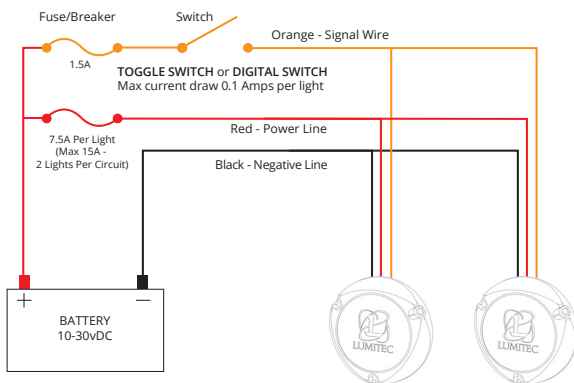 Fuse/Breaker
Switch
Orange - Signal Wire
1.5A
TOGGLE SWITCH or DIGITAL SWITCH
Max current draw 0.1 Amps per light
Red - Power Line
7.5A Per Light
(Max 15A -
2 Lights Per Circuit)
Black - Negative Line
+
−
BATTERY
10-30vDC
LUMITEC
LUMITEC